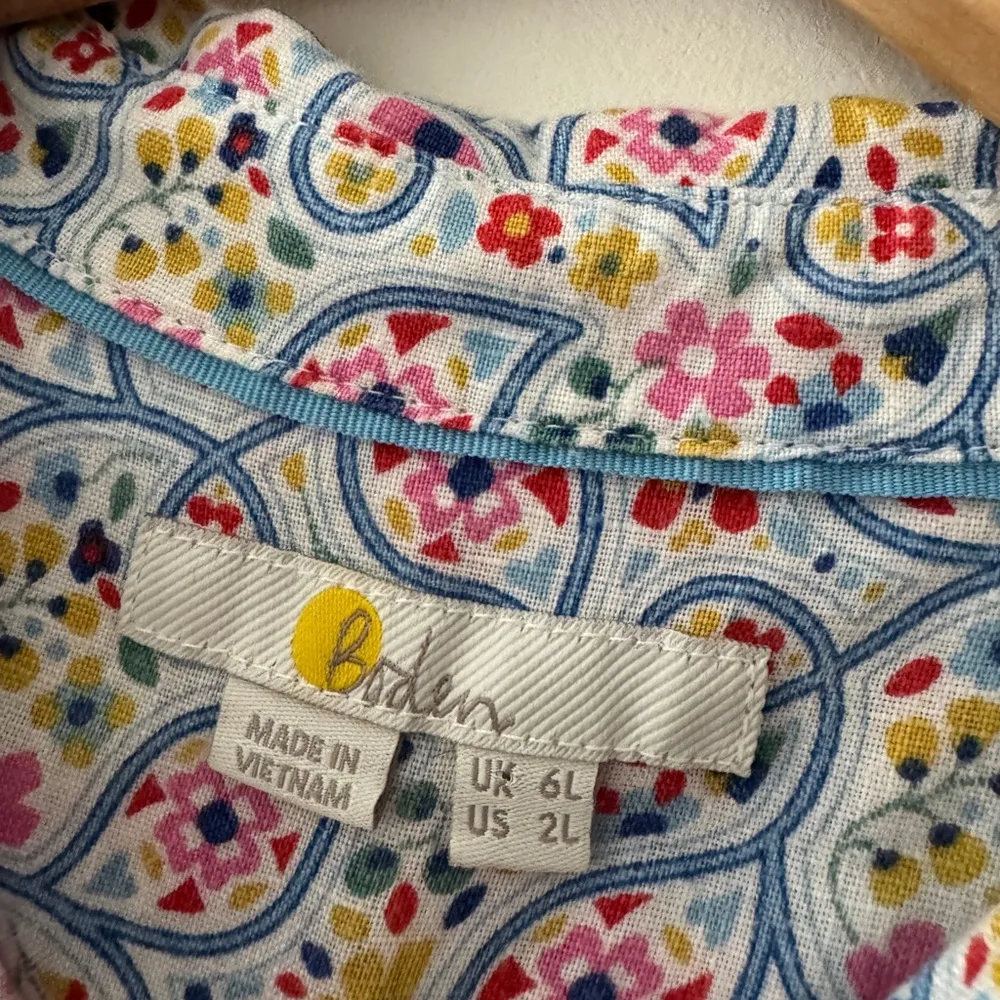 Boden
MADE IN
VIETNAM
UK 6L
US 2L